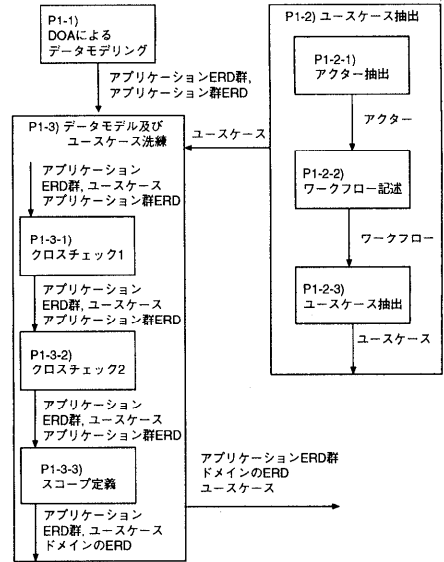 P1-1)
DOAによる
データモデリング
アプリケーションERD群,
アプリケーション群ERD
P1-3) データモデル及び
ユースケース洗練
アプリケーション
ERD群, ユースケース
アプリケーション群ERD
P1-3-1)
クロスチェック1
アプリケーション
ERD群, ユースケース
アプリケーション群ERD
P1-3-2)
クロスチェック2
アプリケーション
ERD群, ユースケース
アプリケーション群ERD
P1-3-3)
スコープ定義
アプリケーション
ERD群, ユースケース
ドメインのERD
ユースケース
P1-2) ユースケース抽出
P1-2-1)
アクター抽出
アクター
P1-2-2)
ワークフロー記述
ワークフロー
P1-2-3)
ユースケース抽出
ユースケース
アプリケーションERD群
ドメインのERD
ユースケース